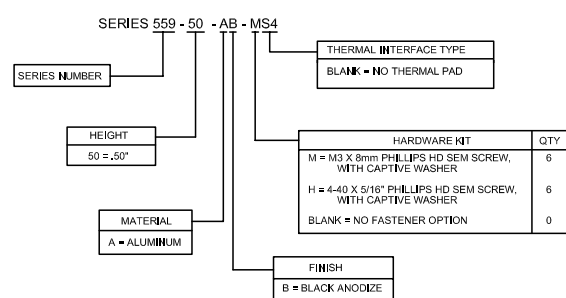 SERIES 559 - 50 - AB - MS4
THERMAL INTERFACE TYPE
BLANK = NO THERMAL PAD
SERIES NUMBER
HEIGHT
50 = .50"
HARDWARE KIT QTY
M = M3 X 8mm PHILLIPS HD SEM SCREW, 6
WITH CAPTIVE WASHER
H = 4-40 X 5/16" PHILLIPS HD SEM SCREW, 6
WITH CAPTIVE WASHER
BLANK = NO FASTENER OPTION 0
MATERIAL
A = ALUMINUM
FINISH
B = BLACK ANODIZE